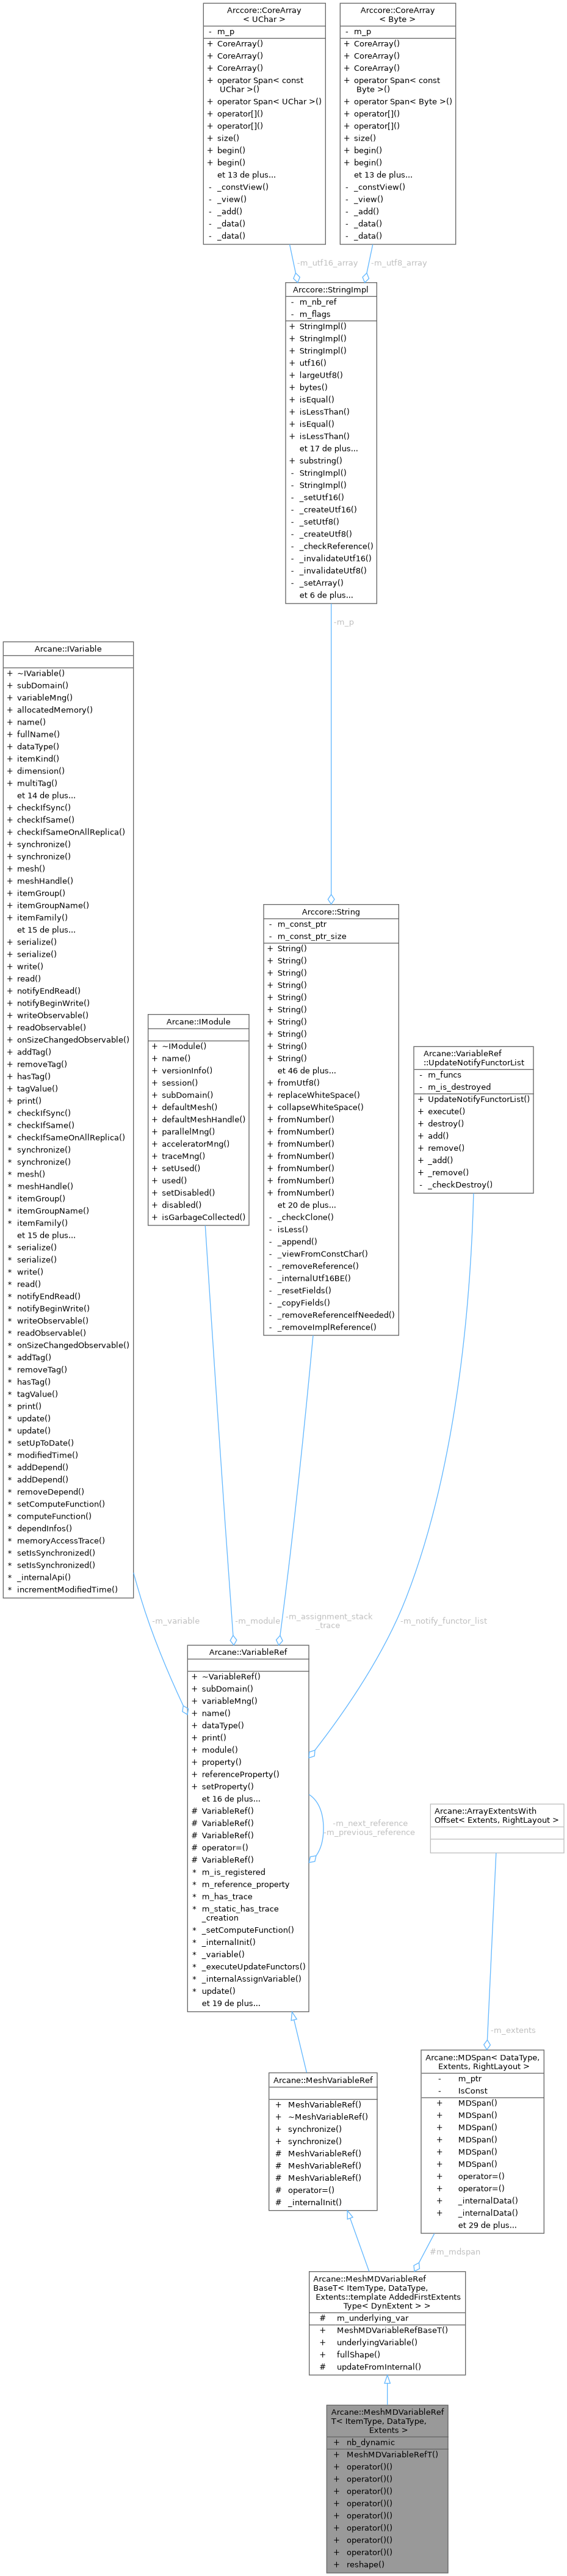 Arccore::CoreArray
< UChar >
- m_p
+ CoreArray()
+ CoreArray()
+ CoreArray()
+ operator Span< const
UChar >()
+ operator Span< UChar >()
+ operator[]()
+ operator[]()
+ size()
+ begin()
+ begin()
et 13 de plus...
- _constView()
- _view()
- _add()
- _data()
- _data()
Arccore::CoreArray
< Byte >
- m_p
+ CoreArray()
+ CoreArray()
+ CoreArray()
+ operator Span< const
Byte >()
+ operator Span< Byte >()
+ operator[]()
+ operator[]()
+ size()
+ begin()
+ begin()
et 13 de plus...
- _constView()
- _view()
- _add()
- _data()
- _data()
-m_utf16_array
-m_utf8_array
Arccore::StringImpl
- m_nb_ref
- m_flags
+ StringImpl()
+ StringImpl()
+ StringImpl()
+ utf16()
+ largeUtf8()
+ bytes()
+ isEqual()
+ isLessThan()
+ isEqual()
+ isLessThan()
et 17 de plus...
+ substring()
- StringImpl()
- StringImpl()
- _setUtf16()
- _createUtf16()
- _setUtf8()
- _createUtf8()
- _checkReference()
- _invalidateUtf16()
- _invalidateUtf8()
- _setArray()
et 6 de plus...
-m_p
Arcane::IVariable
+ ~IVariable()
+ subDomain()
+ variableMng()
+ allocatedMemory()
+ name()
+ fullName()
+ dataType()
+ itemKind()
+ dimension()
+ multiTag()
et 14 de plus...
+ checkIfSync()
+ checkIfSame()
+ checkIfSameOnAllReplica()
+ synchronize()
+ synchronize()
+ mesh()
+ meshHandle()
+ itemGroup()
+ itemGroupName()
+ itemFamily()
et 15 de plus...
+ serialize()
+ serialize()
+ write()
+ read()
+ notifyEndRead()
+ notifyBeginWrite()
+ writeObservable()
+ readObservable()
+ onSizeChangedObservable()
+ addTag()
+ removeTag()
+ hasTag()
+ tagValue()
+ print()
* checkIfSync()
* checkIfSame()
* checkIfSameOnAllReplica()
* synchronize()
* synchronize()
* mesh()
* meshHandle()
* itemGroup()
* itemGroupName()
* itemFamily()
et 15 de plus...
* serialize()
* serialize()
* write()
* read()
* notifyEndRead()
* notifyBeginWrite()
* writeObservable()
* readObservable()
* onSizeChangedObservable()
* addTag()
* removeTag()
* hasTag()
* tagValue()
* print()
* update()
* update()
* setUpToDate()
* modifiedTime()
* addDepend()
* addDepend()
* removeDepend()
* setComputeFunction()
* computeFunction()
* dependInfos()
* memoryAccessTrace()
* setIsSynchronized()
* setIsSynchronized()
* _internalApi()
* incrementModifiedTime()
Arcane::IModule
+ ~IModule()
+ name()
+ versionInfo()
+ session()
+ subDomain()
+ defaultMesh()
+ defaultMeshHandle()
+ parallelMng()
+ acceleratorMng()
+ traceMng()
+ setUsed()
+ used()
+ setDisabled()
+ disabled()
+ isGarbageCollected()
Arccore::String
- m_const_ptr
- m_const_ptr_size
+ String()
+ String()
+ String()
+ String()
+ String()
+ String()
+ String()
+ String()
+ String()
+ String()
et 46 de plus...
+ fromUtf8()
+ replaceWhiteSpace()
+ collapseWhiteSpace()
+ fromNumber()
+ fromNumber()
+ fromNumber()
+ fromNumber()
+ fromNumber()
+ fromNumber()
+ fromNumber()
et 20 de plus...
- _checkClone()
- isLess()
- _append()
- _viewFromConstChar()
- _removeReference()
- _internalUtf16BE()
- _resetFields()
- _copyFields()
- _removeReferenceIfNeeded()
- _removeImplReference()
Arcane::VariableRef
::UpdateNotifyFunctorList
- m_funcs
- m_is_destroyed
+ UpdateNotifyFunctorList()
+ execute()
+ destroy()
+ add()
+ remove()
+ _add()
+ _remove()
- _checkDestroy()
-m_variable
-m_module
-m_assignment_stack
_trace
-m_notify_functor_list
Arcane::VariableRef
+ ~VariableRef()
+ subDomain()
+ variableMng()
+ name()
+ dataType()
+ print()
+ module()
+ property()
+ referenceProperty()
+ setProperty()
et 16 de plus...
# VariableRef()
# VariableRef()
# VariableRef()
# operator=()
# VariableRef()
* m_is_registered
* m_reference_property
* m_has_trace
* m_static_has_trace
_creation
* _setComputeFunction()
* _internalInit()
* _variable()
* _executeUpdateFunctors()
* _internalAssignVariable()
* update()
et 19 de plus...
-m_next_reference
-m_previous_reference
Arcane::ArrayExtentsWith
Offset< Extents, RightLayout >
-m_extents
Arcane::MeshVariableRef
+ MeshVariableRef()
+ ~MeshVariableRef()
+ synchronize()
+ synchronize()
# MeshVariableRef()
# MeshVariableRef()
# MeshVariableRef()
# operator=()
# _internalInit()
Arcane::MDSpan< DataType,
Extents, RightLayout >
- m_ptr
- IsConst
+ MDSpan()
+ MDSpan()
+ MDSpan()
+ MDSpan()
+ MDSpan()
+ MDSpan()
+ operator=()
+ operator=()
+ _internalData()
+ _internalData()
et 29 de plus...
#m_mdspan
Arcane::MeshMDVariableRef
BaseT< ItemType, DataType,
Extents::template AddedFirstExtents
Type< DynExtent > >
# m_underlying_var
+ MeshMDVariableRefBaseT()
+ underlyingVariable()
+ fullShape()
# updateFromInternal()
Arcane::MeshMDVariableRef
T< ItemType, DataType,
Extents >
+ nb_dynamic
+ MeshMDVariableRefT()
+ operator()()
+ operator()()
+ operator()()
+ operator()()
+ operator()()
+ operator()()
+ operator()()
+ operator()()
+ reshape()